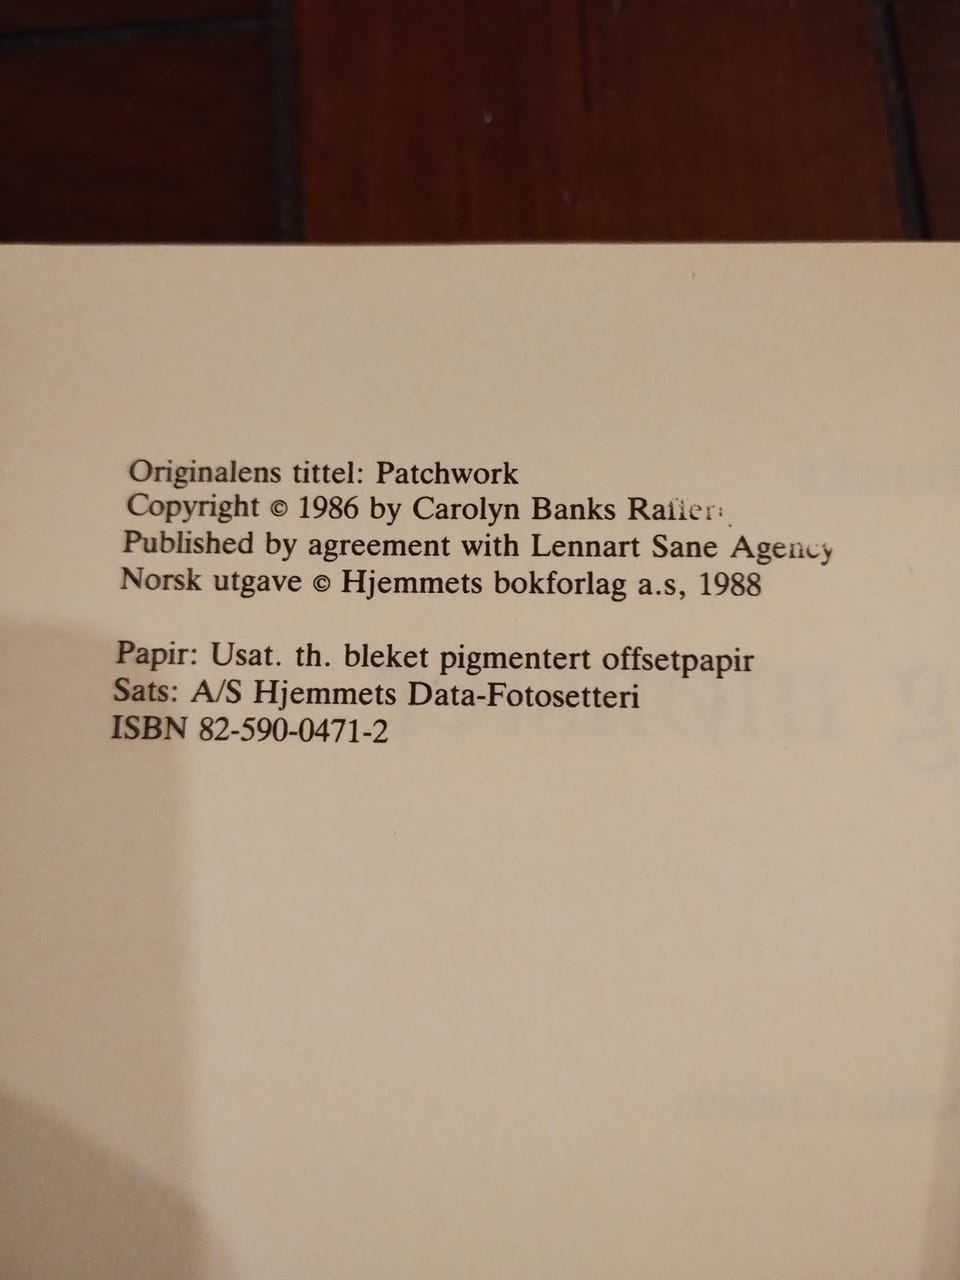 Originalens tittel: Patchwork
Copyright © 1986 by Carolyn Banks
Published by agreement with Lennart Sane Agency
Norsk utgave © Hjemmets bokforlag a.s, 1988
Papir: Usat. th. bleket pigmentert offsetpapir
Sats: A/S Hjemmets Data-Fotosetteri
ISBN 82-590-0471-2